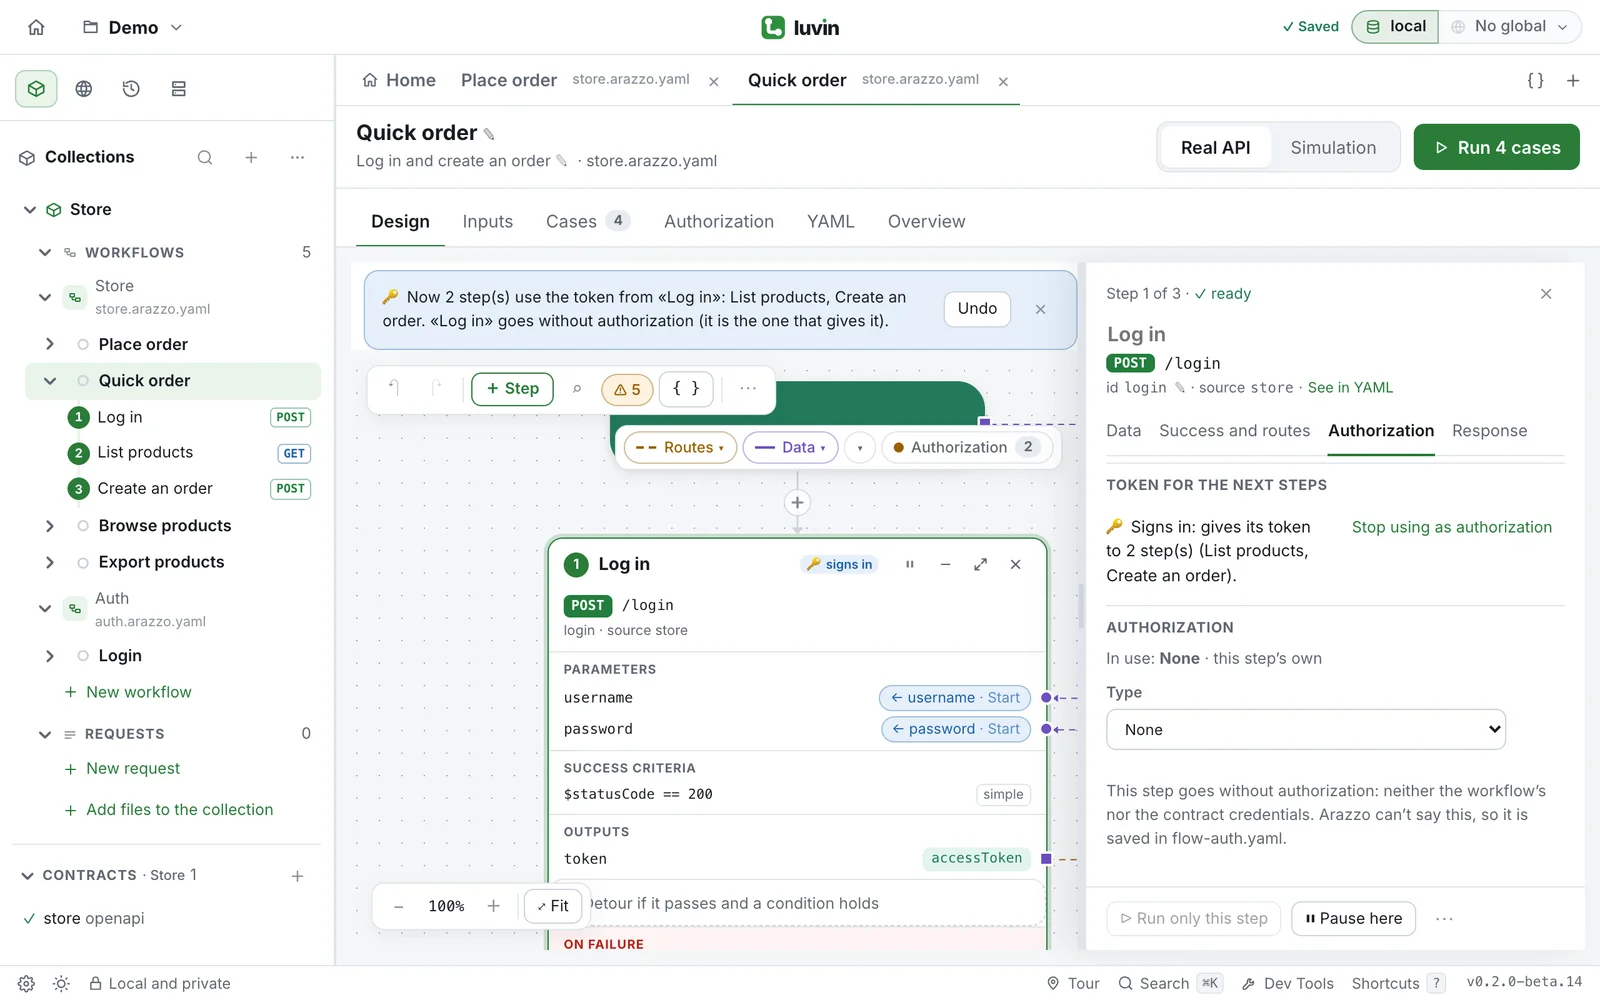 Demo
luvin
Saved
local
No global
Home
Place order store.arazzo.yaml
Quick order store.arazzo.yaml
Collections
Store
WORKFLOWS 5
Store
store.arazzo.yaml
Place order
Quick order
1 Log in POST
2 List products GET
3 Create an order POST
Browse products
Export products
Auth
auth.arazzo.yaml
Login
+ New workflow
REQUESTS 0
+ New request
+ Add files to the collection
CONTRACTS · Store 1
store openapi
Quick order
Log in and create an order · store.arazzo.yaml
Real API
Simulation
Run 4 cases
Design
Inputs
Cases 4
Authorization
YAML
Overview
Now 2 step(s) use the token from «Log in»: List products, Create an
order. «Log in» goes without authorization (it is the one that gives it).
Undo
+ Step
5
{ }
Routes
Data
Authorization 2
1 Log in
signs in
POST /login
login · source store
PARAMETERS
username ← username · Start
password ← password · Start
SUCCESS CRITERIA
$statusCode == 200 simple
OUTPUTS
token accessToken
Detour if it passes and a condition holds
ON FAILURE
− 100% +
Fit
Step 1 of 3 · ✓ ready
Log in
POST /login
id login · source store · See in YAML
Data
Success and routes
Authorization
Response
TOKEN FOR THE NEXT STEPS
Signs in: gives its token
to 2 step(s) (List products,
Create an order).
Stop using as authorization
AUTHORIZATION
In use: None · this step's own
Type
None
This step goes without authorization: neither the workflow's
nor the contract credentials. Arazzo can't say this, so it is
saved in flow-auth.yaml.
Run only this step
Pause here
Local and private
Tour
Search ⌘K
Dev Tools
Shortcuts ?
v0.2.0-beta.14